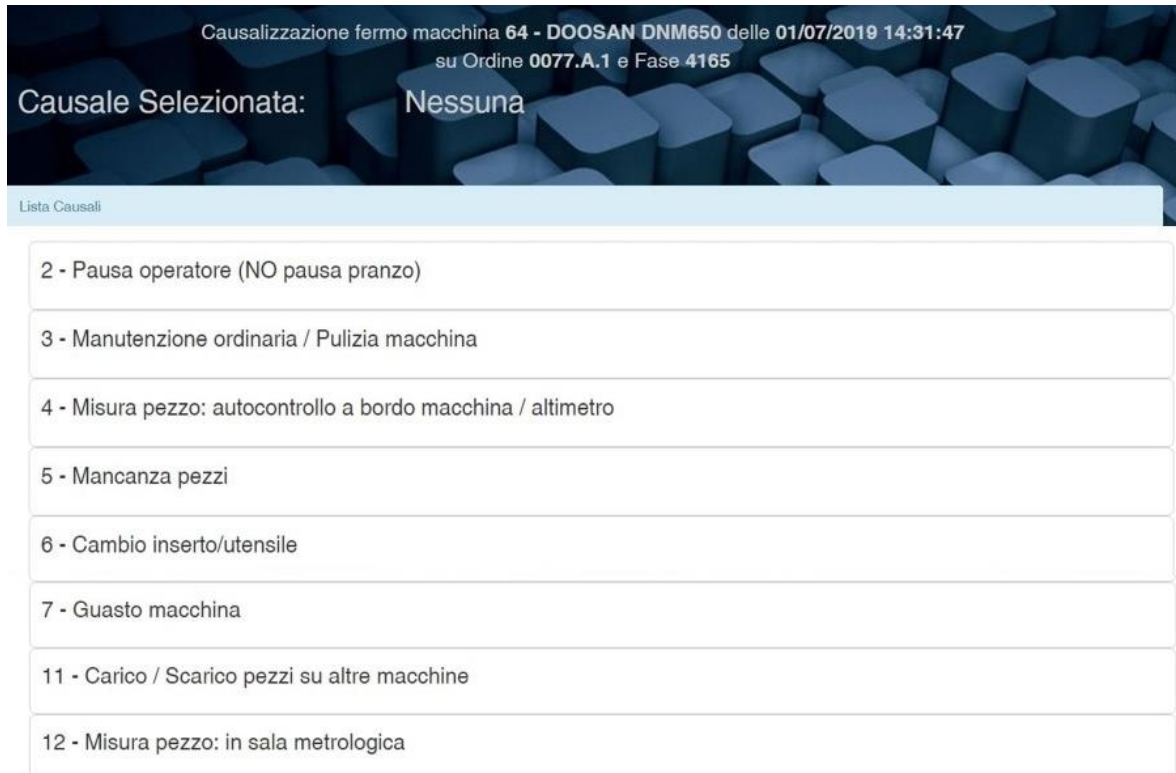 Causalizzazione fermo macchina 64 - DOOSAN DNM650 delle 01/07/2019 14:31:47
su Ordine 0077.A.1 e Fase 4165
Causale Selezionata: Nessuna
Lista Causali
2 - Pausa operatore (NO pausa pranzo)
3 - Manutenzione ordinaria / Pulizia macchina
4 - Misura pezzo: autocontrollo a bordo macchina / altimetro
5 - Mancanza pezzi
6 - Cambio inserto/utensile
7 - Guasto macchina
11 - Carico / Scarico pezzi su altre macchine
12 - Misura pezzo: in sala metrologica